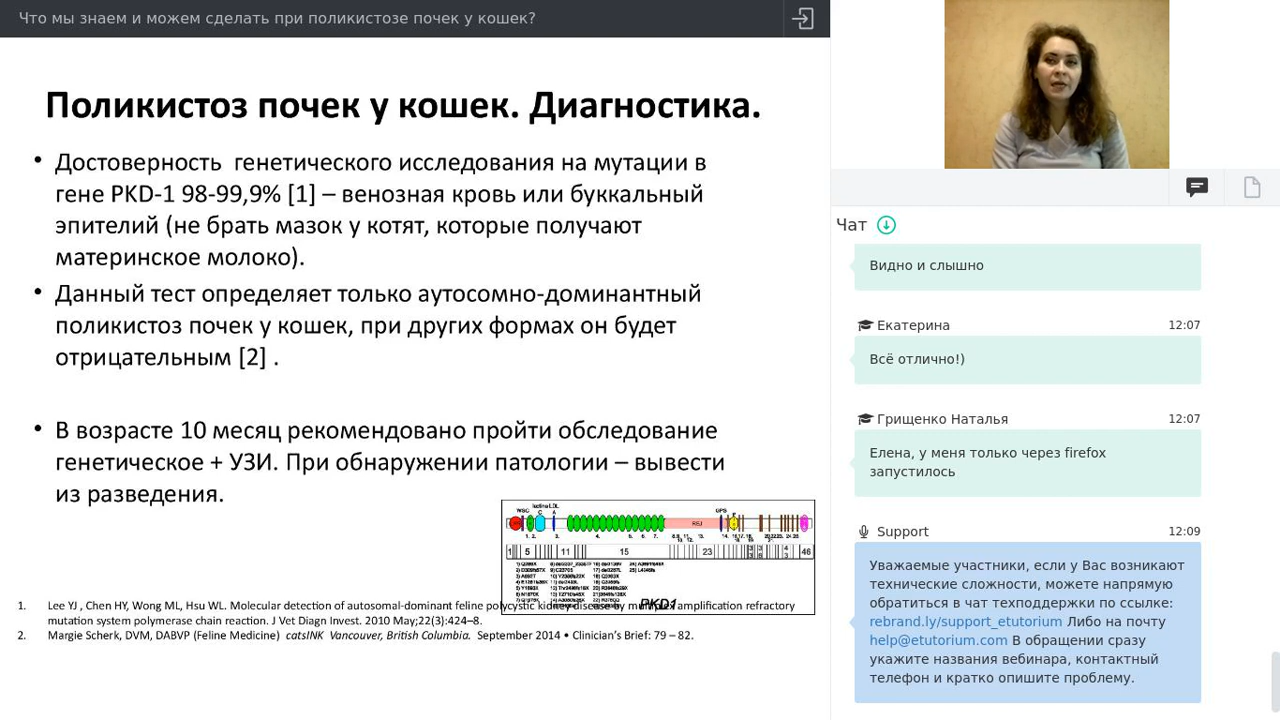 Что мы знаем и можем сделать при поликистозе почек у кошек?
Поликистоз почек у кошек. Диагностика.
• Достоверность генетического исследования на мутации в
гене PKD-1 98-99,9% [1] – венозная кровь или буккальный
эпителий (не брать мазок у котят, которые получают
материнское молоко).
• Данный тест определяет только аутосомно-доминантный
поликистоз почек у кошек, при других формах он будет
отрицательным [2] .
• В возрасте 10 месяц рекомендовано пройти обследование
генетическое + УЗИ. При обнаружении патологии – вывести
из разведения.
WSC
C
A
REJ
GPS
1 5 11 15 23 46
PKD1
1. Lee YJ , Chen HY, Wong ML, Hsu WL. Molecular detection of autosomal-dominant feline polycystic kidney disease by multiplex amplification refractory
mutation system polymerase chain reaction. J Vet Diagn Invest. 2010 May;22(3):424–8.
2. Margie Scherk, DVM, DABVP (Feline Medicine) catsINK Vancouver, British Columbia. September 2014 • Clinician's Brief: 79 – 82.
Чат
Видно и слышно
Екатерина 12:07
Всё отлично!)
Грищенко Наталья 12:07
Елена, у меня только через firefox
запустилось
Support 12:09
Уважаемые участники, если у Вас возникают
технические сложности, можете напрямую
обратиться в чат техподдержки по ссылке:
rebrand.ly/support_etutorium Либо на почту
help@etutorium.com В обращении сразу
укажите названия вебинара, контактный
телефон и кратко опишите проблему.